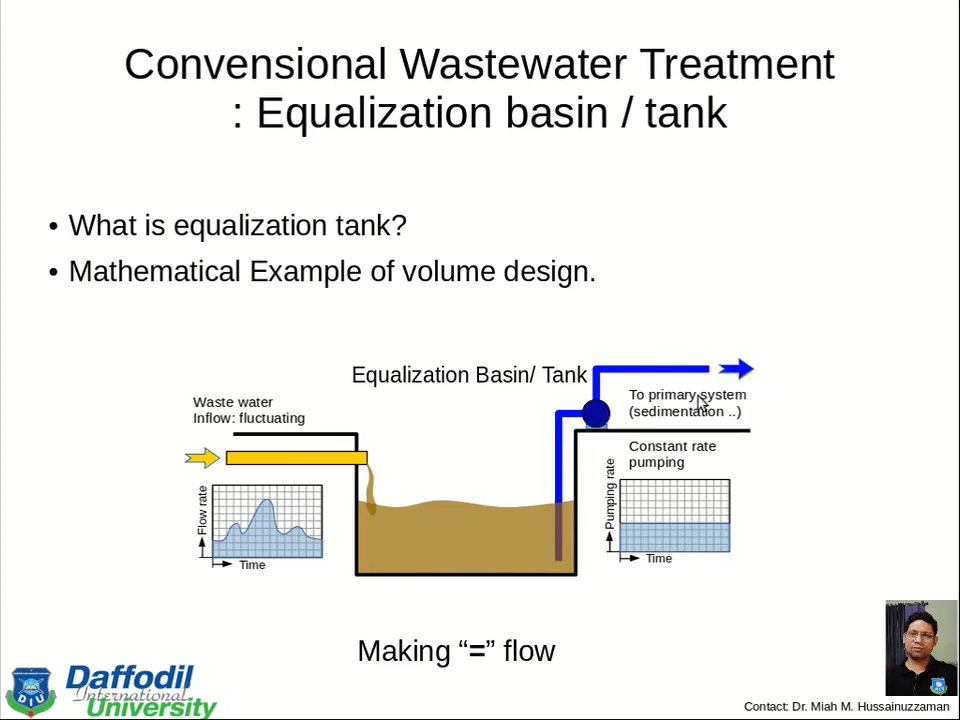 Convensional Wastewater Treatment
: Equalization basin / tank
• What is equalization tank?
• Mathematical Example of volume design.
Equalization Basin/ Tank
To primary system
(sedimentation ..)
Waste water
Inflow: fluctuating
Constant rate
pumping
Flow rate
Time
Pumping rate
Time
Making “=” flow
DIU
Daffodil
International
University
Contact: Dr. Miah M. Hussainuzzaman